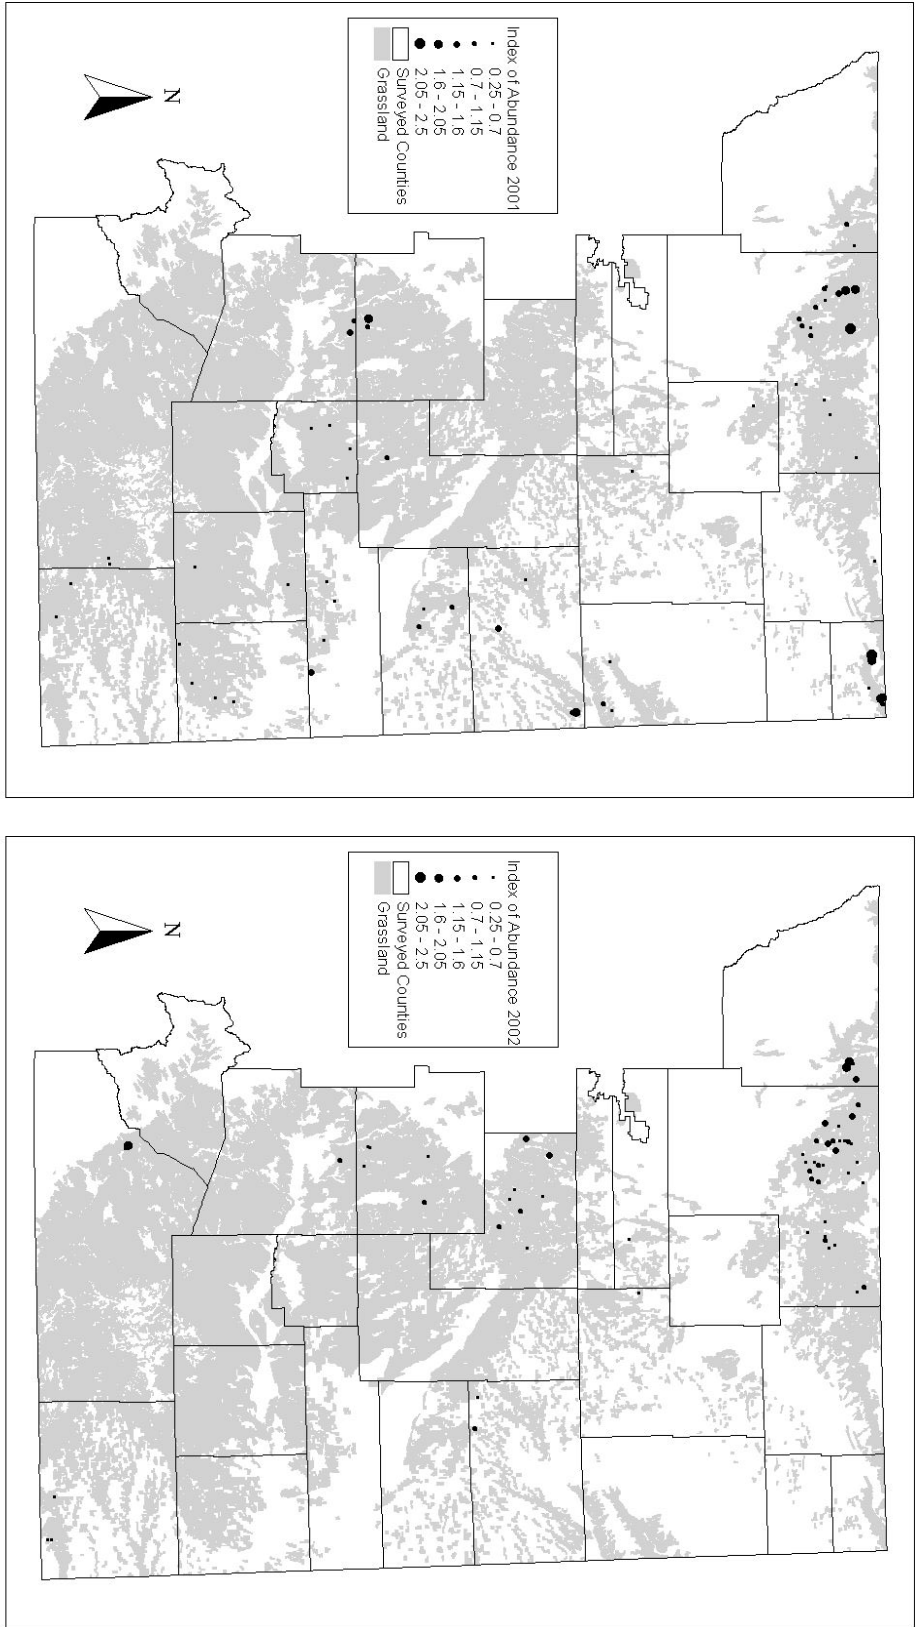 Index of Abundance 2001
0.25 - 0.7
0.7 - 1.15
1.15 - 1.6
1.6 - 2.05
2.05 - 2.5
Surveyed Counties
Grassland
N
Index of Abundance 2002
0.25 - 0.7
0.7 - 1.15
1.15 - 1.6
1.6 - 2.05
2.05 - 2.5
Surveyed Counties
Grassland
N